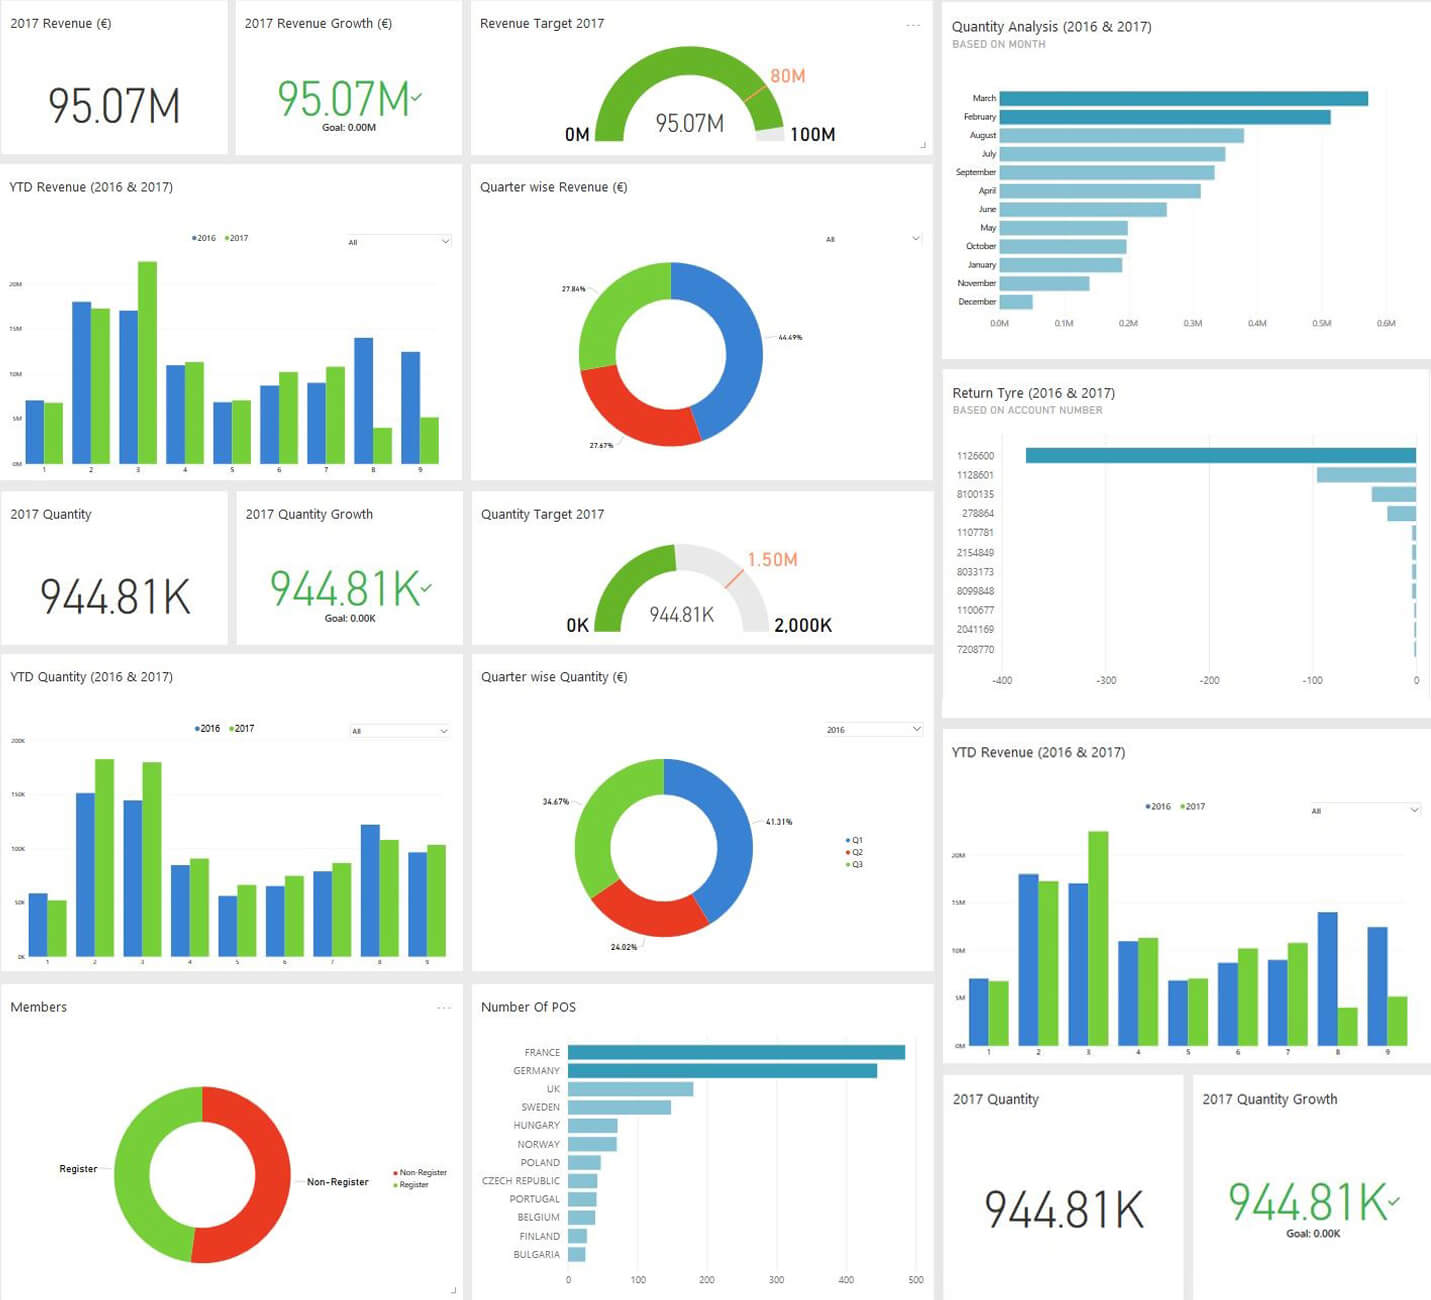 2017 Revenue (€)
95.07M
2017 Revenue Growth (€)
95.07M
Goal: 0.00M
Revenue Target 2017
80M
95.07M
0M
100M
YTD Revenue (2016 & 2017)
2016
2017
All
20M
15M
10M
5M
0M
1 2 3 4 5 6 7 8 9
Quarter wise Revenue (€)
All
27.84%
44.49%
27.67%
2017 Quantity
944.81K
2017 Quantity Growth
944.81K
Goal: 0.00K
Quantity Target 2017
1.50M
944.81K
0K
2,000K
YTD Quantity (2016 & 2017)
2016
2017
All
200K
150K
100K
50K
0K
1 2 3 4 5 6 7 8 9
Quarter wise Quantity (€)
2016
34.67%
41.31%
24.02%
Q1
Q2
Q3
Members
Register
Non-Register
Non-Register
Register
Number Of POS
FRANCE
GERMANY
UK
SWEDEN
HUNGARY
NORWAY
POLAND
CZECH REPUBLIC
PORTUGAL
BELGIUM
FINLAND
BULGARIA
0 100 200 300 400 500
Quantity Analysis (2016 & 2017)
BASED ON MONTH
March
February
August
July
September
April
June
May
October
January
November
December
0.0M 0.1M 0.2M 0.3M 0.4M 0.5M 0.6M
Return Tyre (2016 & 2017)
BASED ON ACCOUNT NUMBER
1126600
1128601
8100135
278864
1107781
2154849
8033173
8099848
1100677
2041169
7208770
-400 -300 -200 -100 0
YTD Revenue (2016 & 2017)
2016
2017
All
20M
15M
10M
5M
0M
1 2 3 4 5 6 7 8 9
2017 Quantity
944.81K
2017 Quantity Growth
944.81K
Goal: 0.00K